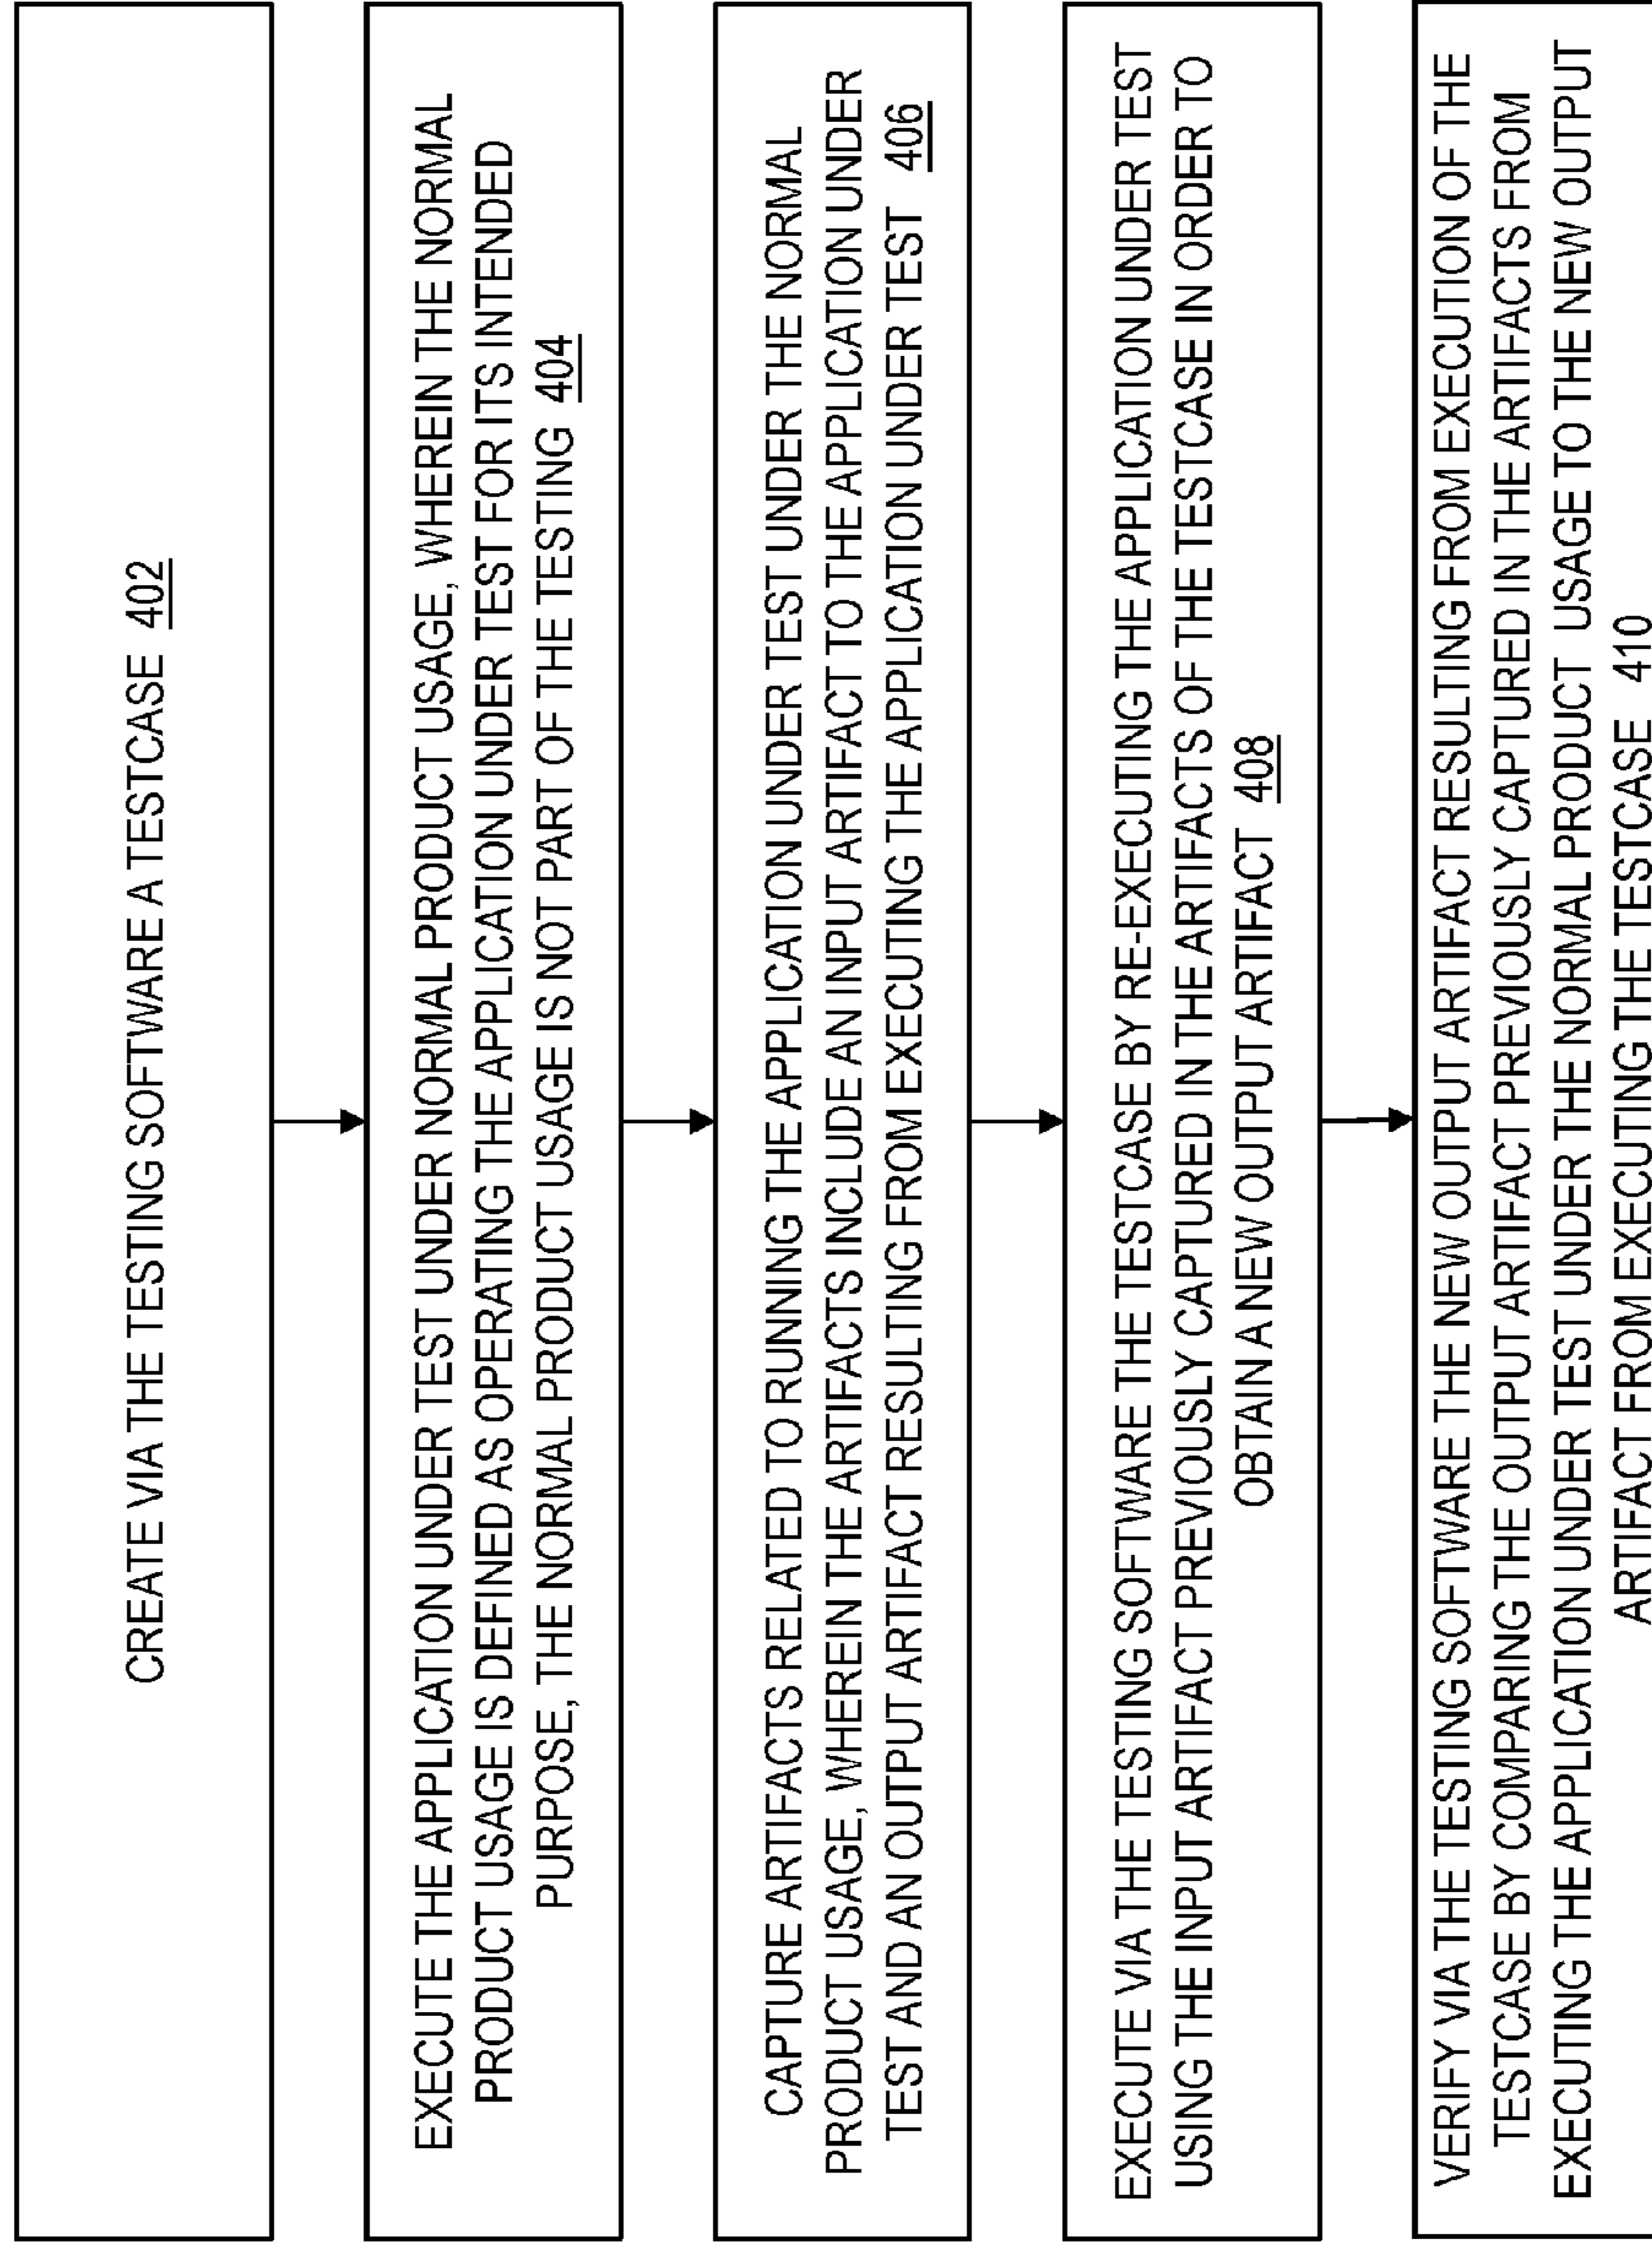 CREATE VIA THE TESTING SOFTWARE A TESTCASE 402
EXECUTE THE APPLICATION UNDER TEST UNDER NORMAL PRODUCT USAGE, WHEREIN THE NORMAL
PRODUCT USAGE IS DEFINED AS OPERATING THE APPLICATION UNDER TEST FOR ITS INTENDED
PURPOSE, THE NORMAL PRODUCT USAGE IS NOT PART OF THE TESTING 404
CAPTURE ARTIFACTS RELATED TO RUNNING THE APPLICATION UNDER TEST UNDER THE NORMAL
PRODUCT USAGE, WHEREIN THE ARTIFACTS INCLUDE AN INPUT ARTIFACT TO THE APPLICATION UNDER
TEST AND AN OUTPUT ARTIFACT RESULTING FROM EXECUTING THE APPLICATION UNDER TEST 406
EXECUTE VIA THE TESTING SOFTWARE THE TESTCASE BY RE-EXECUTING THE APPLICATION UNDER TEST
USING THE INPUT ARTIFACT PREVIOUSLY CAPTURED IN THE ARTIFACTS OF THE TESTCASE IN ORDER TO
OBTAIN A NEW OUTPUT ARTIFACT 408
VERIFY VIA THE TESTING SOFTWARE THE NEW OUTPUT ARTIFACT RESULTING FROM EXECUTION OF THE
TESTCASE BY COMPARING THE OUTPUT ARTIFACT PREVIOUSLY CAPTURED IN THE ARTIFACTS FROM
EXECUTING THE APPLICATION UNDER TEST UNDER THE NORMAL PRODUCT USAGE TO THE NEW OUTPUT
ARTIFACT FROM EXECUTING THE TESTCASE 410